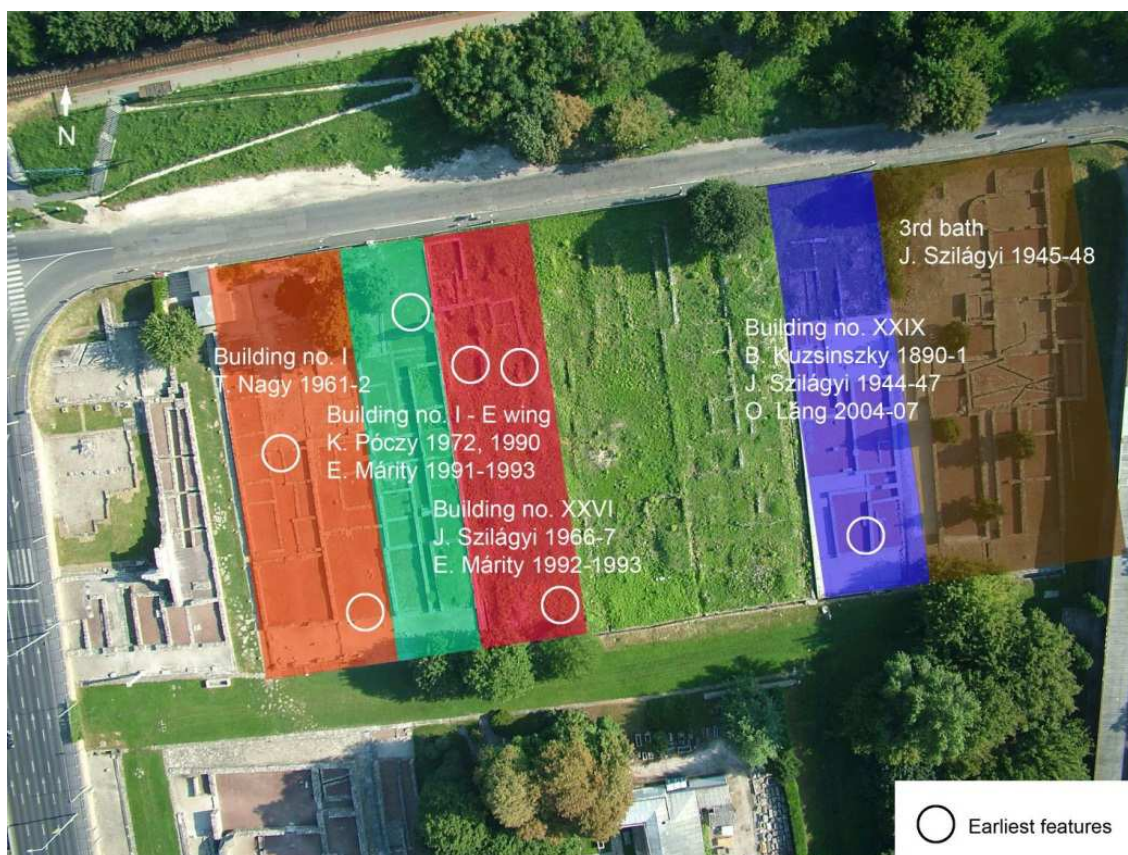 N
3rd bath
J. Szilágyi 1945-48
Building no. I
T. Nagy 1961-2
Building no. XXIX
B. Kuzsinszky 1890-1
J. Szilágyi 1944-47
O. Láng 2004-07
Building no. I - E wing
K. Póczy 1972, 1990
E. Márity 1991-1993
Building no. XXVI
J. Szilágyi 1966-7
E. Márity 1992-1993
Earliest features